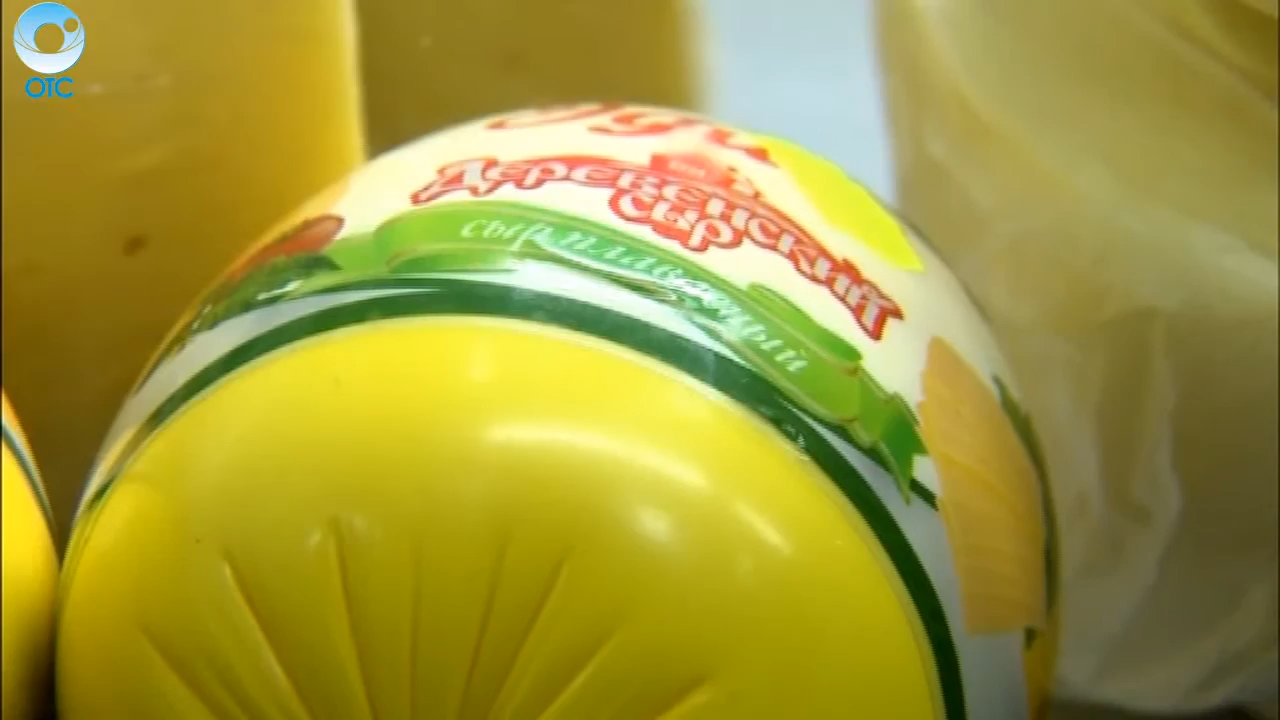 ОТС
Деревенский
сыр
сыр плавленый